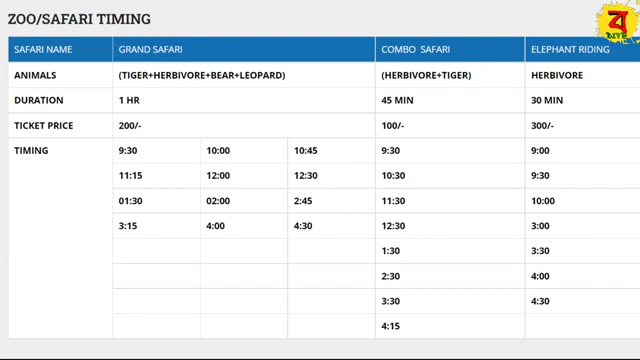 ZOO/SAFARI TIMING
SAFARI NAME GRAND SAFARI COMBO SAFARI ELEPHANT RIDING
ANIMALS (TIGER+HERBIVORE+BEAR+LEOPARD) (HERBIVORE+TIGER) HERBIVORE
DURATION 1 HR 45 MIN 30 MIN
TICKET PRICE 200/- 100/- 300/-
TIMING 9:30 10:00 10:45 9:30 9:00
11:15 12:00 12:30 10:30 9:30
01:30 02:00 2:45 11:30 10:00
3:15 4:00 4:30 12:30 3:00
1:30 3:30
2:30 4:00
3:30 4:30
4:15